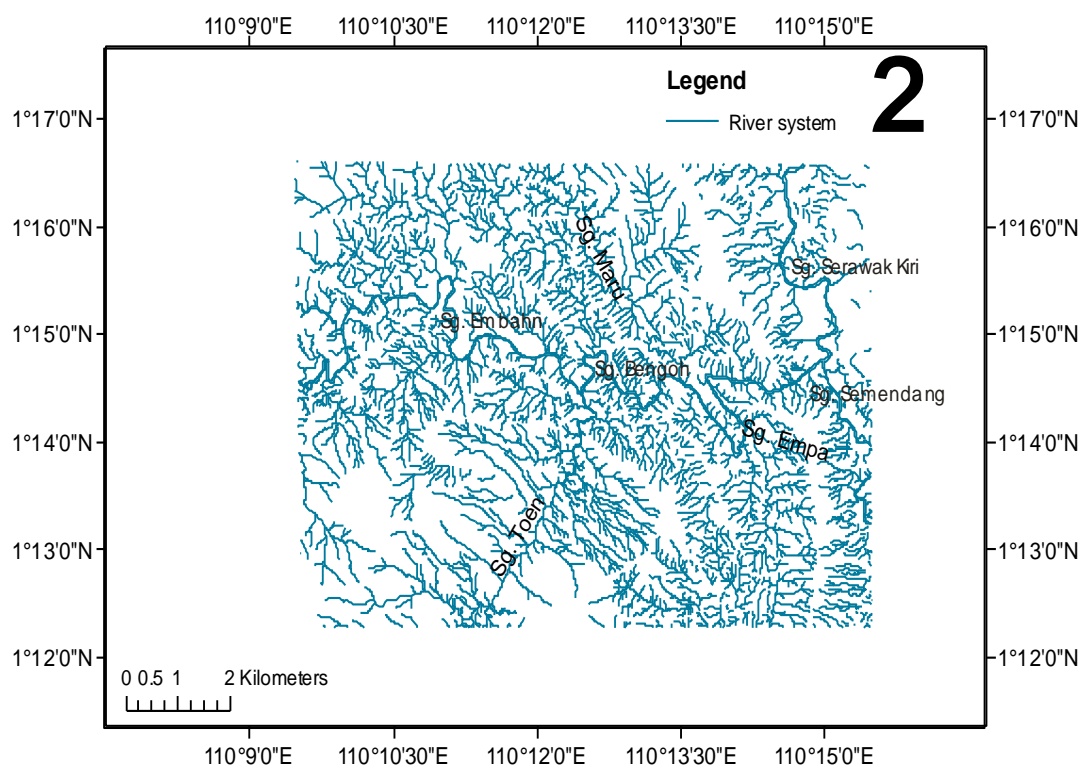 110°9'0"E 110°10'30"E 110°12'0"E 110°13'30"E 110°15'0"E
Legend
2
River system
1°17'0"N 1°17'0"N
1°16'0"N 1°16'0"N
Sg. Maru
Sg. Serawak Kiri
Sg. Embahn
1°15'0"N 1°15'0"N
Sg. Bengoh
Sg. Semendang
1°14'0"N 1°14'0"N
Sg. Empa
Sg. Toen
1°13'0"N 1°13'0"N
1°12'0"N 1°12'0"N
0 0.5 1 2 Kilometers
110°9'0"E 110°10'30"E 110°12'0"E 110°13'30"E 110°15'0"E